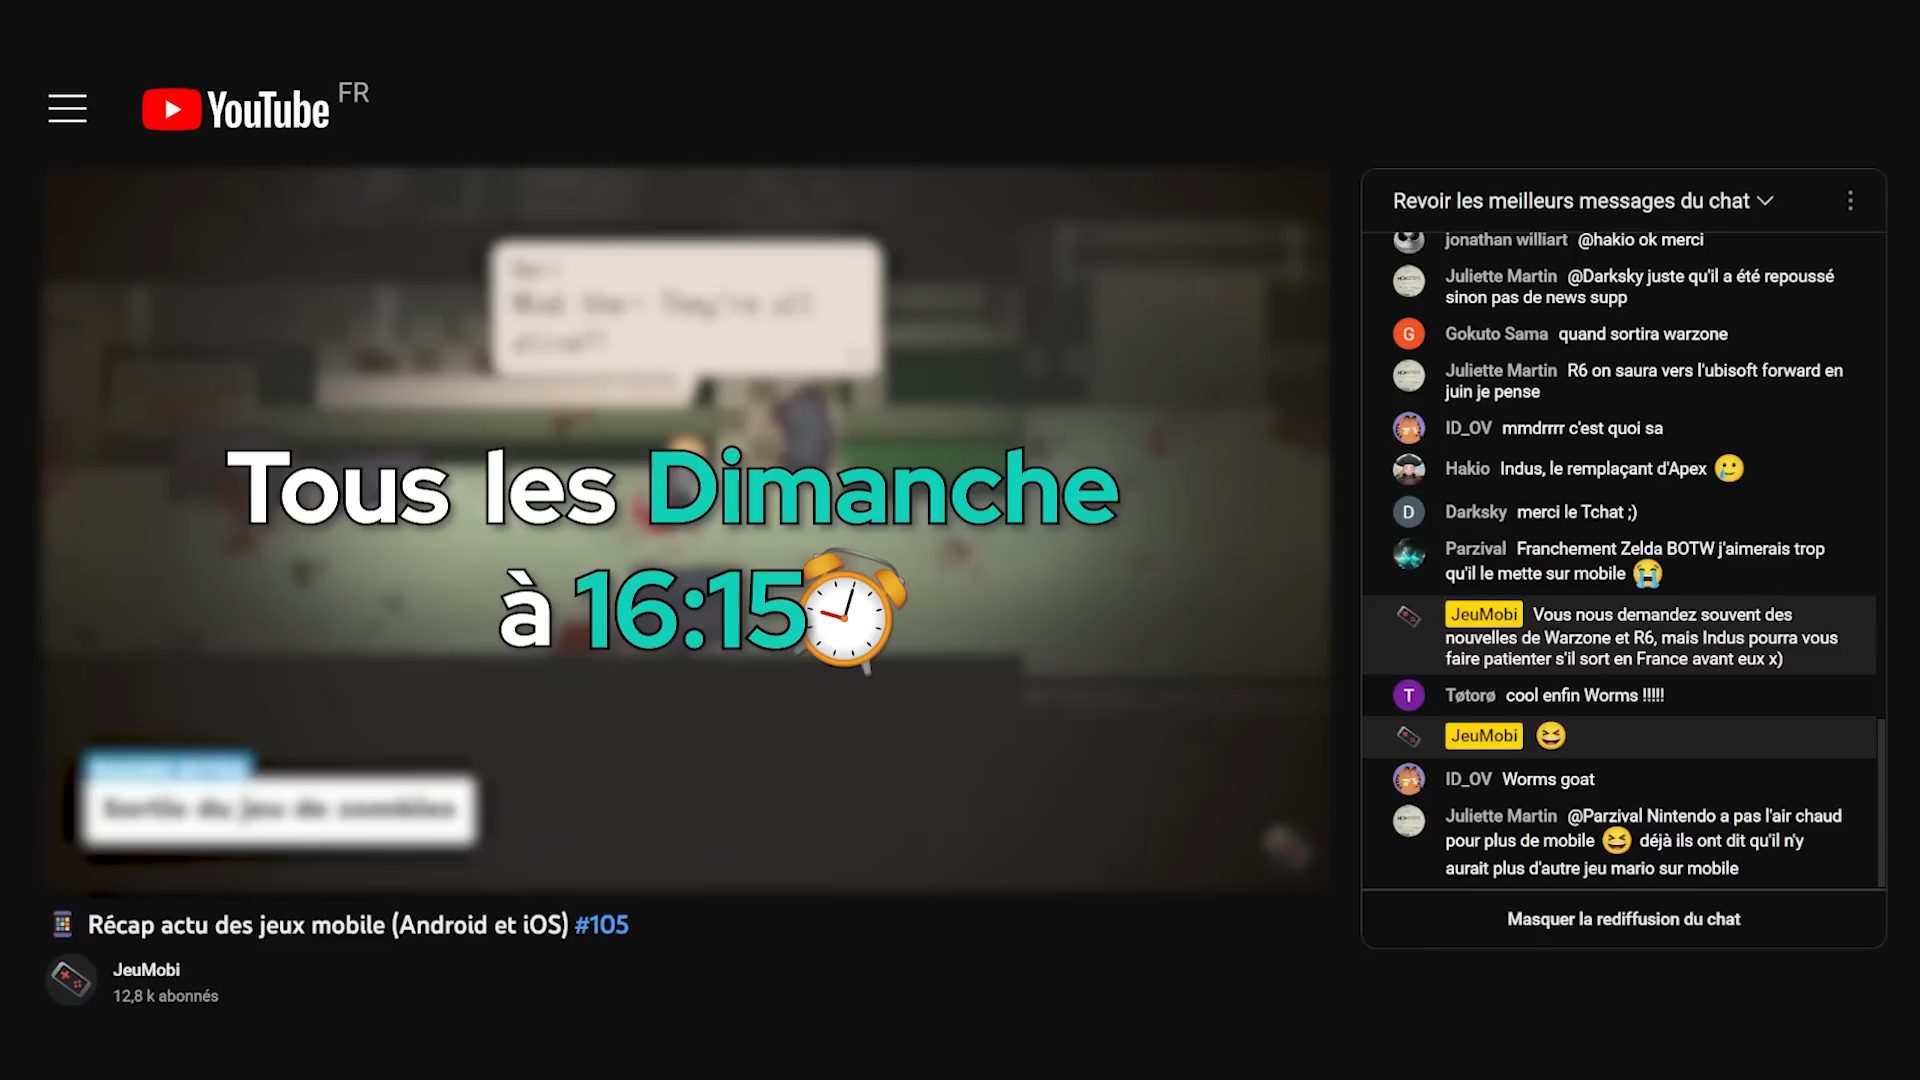 YouTube FR
Tous les Dimanche
à 16:15
Sortie du jeu de zombies
Récap actu des jeux mobile (Android et iOS) #105
JeuMobi
12,8 k abonnés
Revoir les meilleurs messages du chat
jonathan williart @hakio ok merci
Juliette Martin @Darksky juste qu'il a été repoussé
sinon pas de news supp
G
Gokuto Sama quand sortira warzone
Juliette Martin R6 on saura vers l'ubisoft forward en
juin je pense
ID_OV mmdrrrr c'est quoi sa
Hakio Indus, le remplaçant d'Apex 🥲
D
Darksky merci le Tchat ;)
Parzival Franchement Zelda BOTW j'aimerais trop
qu'il le mette sur mobile 😭
JeuMobi Vous nous demandez souvent des
nouvelles de Warzone et R6, mais Indus pourra vous
faire patienter s'il sort en France avant eux x)
T
Tøtorø cool enfin Worms !!!!!
JeuMobi 😆
ID_OV Worms goat
Juliette Martin @Parzival Nintendo a pas l'air chaud
pour plus de mobile 😆 déjà ils ont dit qu'il n'y
aurait plus d'autre jeu mario sur mobile
Masquer la rediffusion du chat